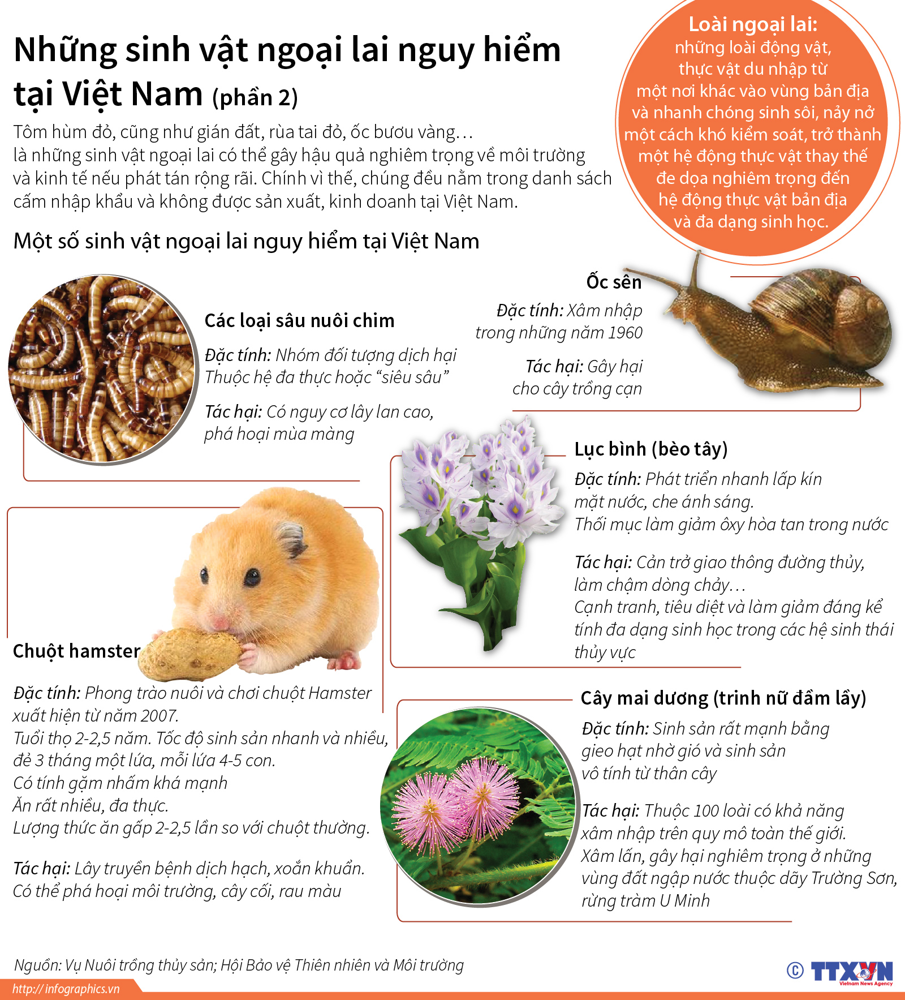 Những sinh vật ngoại lai nguy hiểm
tại Việt Nam (phần 2)
Tôm hùm đỏ, cũng như gián đất, rùa tai đỏ, ốc bươu vàng…
là những sinh vật ngoại lai có thể gây hậu quả nghiêm trọng về môi trường
và kinh tế nếu phát tán rộng rãi. Chính vì thế, chúng đều nằm trong danh sách
cấm nhập khẩu và không được sản xuất, kinh doanh tại Việt Nam.
Loài ngoại lai:
những loài động vật,
thực vật du nhập từ
một nơi khác vào vùng bản địa
và nhanh chóng sinh sôi, nảy nở
một cách khó kiểm soát, trở thành
một hệ động thực vật thay thế
đe dọa nghiêm trọng đến
hệ động thực vật bản địa
và đa dạng sinh học.
Một số sinh vật ngoại lai nguy hiểm tại Việt Nam
Các loại sâu nuôi chim
Đặc tính: Nhóm đối tượng dịch hại
Thuộc hệ đa thực hoặc “siêu sâu”
Tác hại: Có nguy cơ lây lan cao,
phá hoại mùa màng
Ốc sên
Đặc tính: Xâm nhập
trong những năm 1960
Tác hại: Gây hại
cho cây trồng cạn
Lục bình (bèo tây)
Đặc tính: Phát triển nhanh lấp kín
mặt nước, che ánh sáng.
Thối mục làm giảm ôxy hòa tan trong nước
Tác hại: Cản trở giao thông đường thủy,
làm chậm dòng chảy…
Cạnh tranh, tiêu diệt và làm giảm đáng kể
tính đa dạng sinh học trong các hệ sinh thái
thủy vực
Chuột hamster
Đặc tính: Phong trào nuôi và chơi chuột Hamster
xuất hiện từ năm 2007.
Tuổi thọ 2-2,5 năm. Tốc độ sinh sản nhanh và nhiều,
đẻ 3 tháng một lứa, mỗi lứa 4-5 con.
Có tính gặm nhấm khá mạnh
Ăn rất nhiều, đa thực.
Lượng thức ăn gấp 2-2,5 lần so với chuột thường.
Tác hại: Lây truyền bệnh dịch hạch, xoắn khuẩn.
Có thể phá hoại môi trường, cây cối, rau màu
Cây mai dương (trinh nữ đầm lầy)
Đặc tính: Sinh sản rất mạnh bằng
gieo hạt nhờ gió và sinh sản
vô tính từ thân cây
Tác hại: Thuộc 100 loài có khả năng
xâm nhập trên quy mô toàn thế giới.
Xâm lấn, gây hại nghiêm trọng ở những
vùng đất ngập nước thuộc dãy Trường Sơn,
rừng tràm U Minh
Nguồn: Vụ Nuôi trồng thủy sản; Hội Bảo vệ Thiên nhiên và Môi trường
© TTXVN
Vietnam News Agency
http://infographics.vn